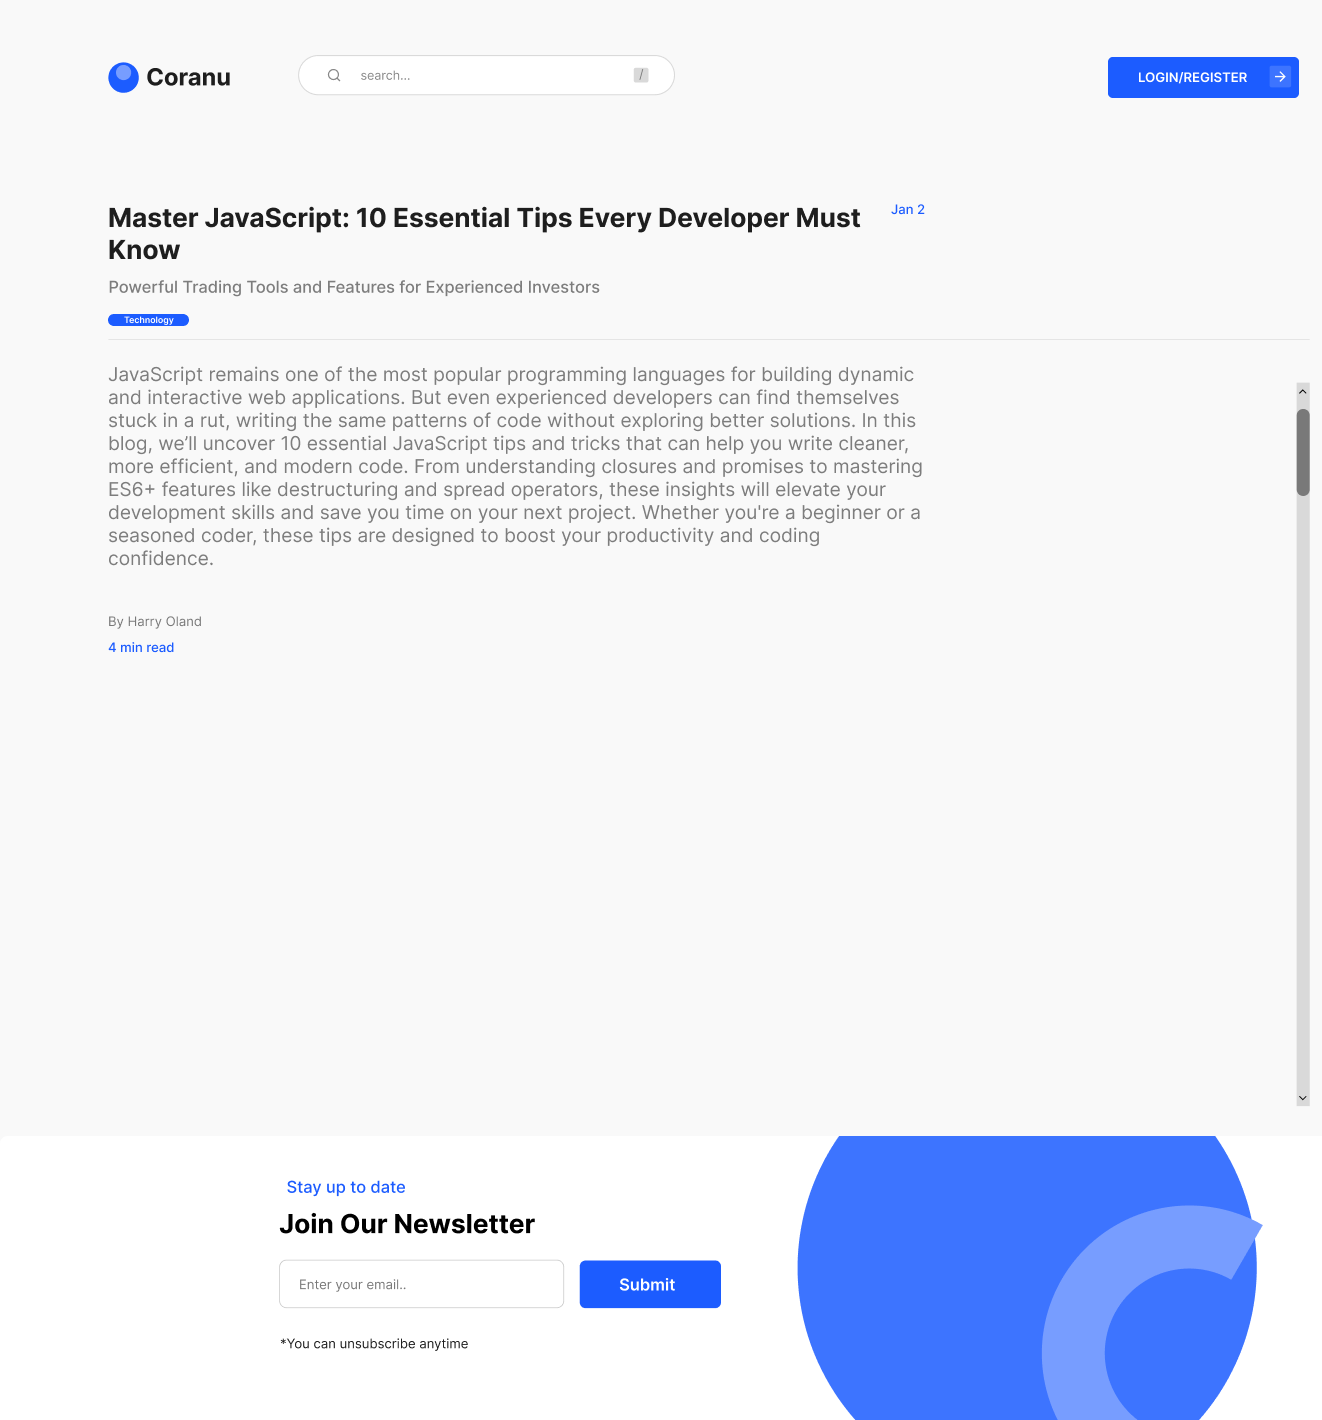 Coranu
search...
/
LOGIN/REGISTER
Master JavaScript: 10 Essential Tips Every Developer Must
Know
Jan 2
Powerful Trading Tools and Features for Experienced Investors
Technology
JavaScript remains one of the most popular programming languages for building dynamic
and interactive web applications. But even experienced developers can find themselves
stuck in a rut, writing the same patterns of code without exploring better solutions. In this
blog, we’ll uncover 10 essential JavaScript tips and tricks that can help you write cleaner,
more efficient, and modern code. From understanding closures and promises to mastering
ES6+ features like destructuring and spread operators, these insights will elevate your
development skills and save you time on your next project. Whether you're a beginner or a
seasoned coder, these tips are designed to boost your productivity and coding
confidence.
By Harry Oland
4 min read
Stay up to date
Join Our Newsletter
Enter your email..
Submit
*You can unsubscribe anytime